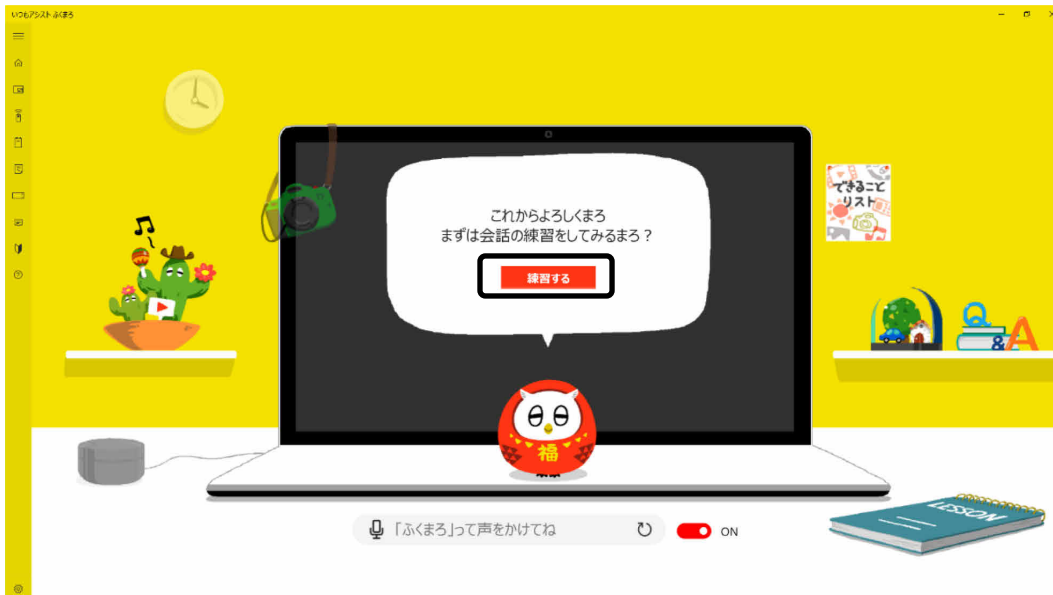 いつもアシスト ふくまろ
できること
リスト
これからよろしくまろ
まずは会話の練習をしてみるまろ？
練習する
Q
&A
福
LESSON
「ふくまろ」って声をかけてね
ON